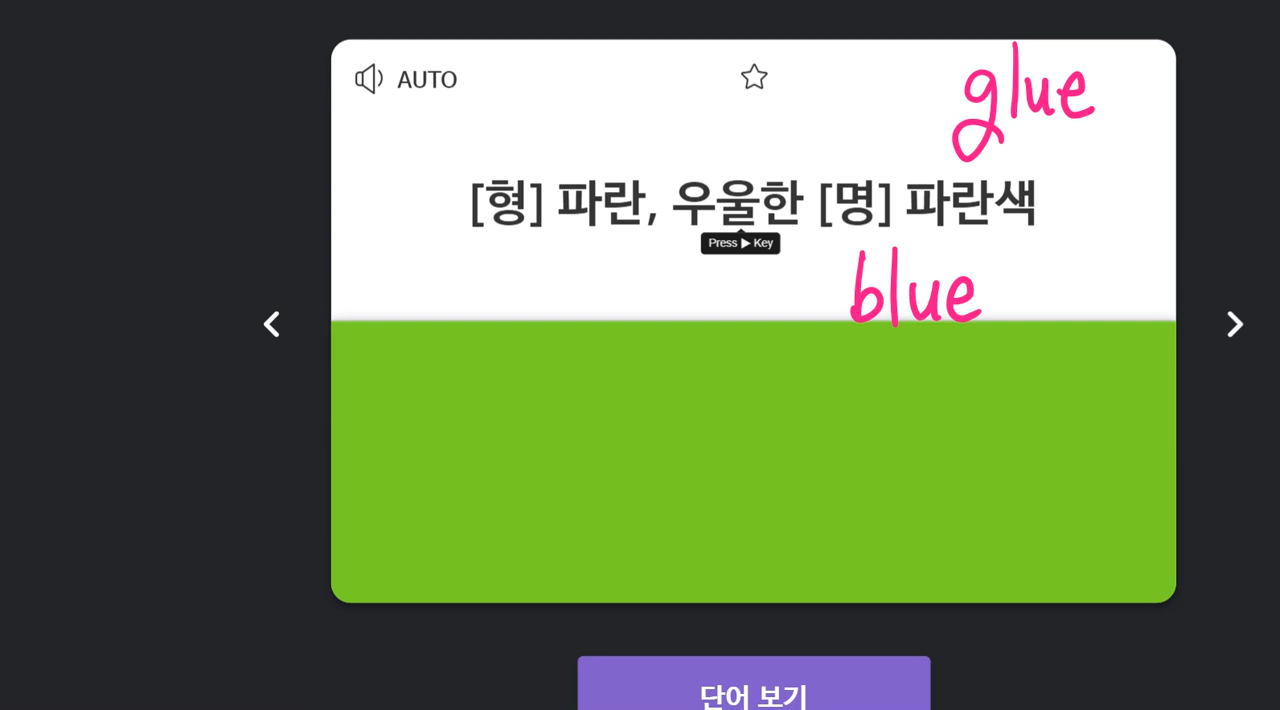 AUTO
glue
[형] 파란, 우울한 [명] 파란색
Press ▶ Key
blue
단어 보기